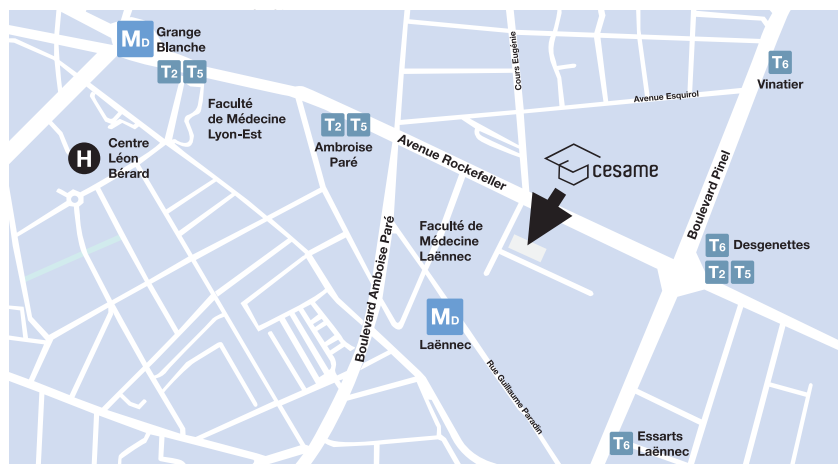 MD
Grange
Blanche
T2 T5
Faculté
de Médecine
Lyon-Est
H
Centre
Léon
Bérard
T2 T5
Ambroise
Paré
Avenue Rockefeller
Cours Eugénie
Avenue Esquirol
T6
Vinatier
cesame
Boulevard Pinel
Faculté de
Médecine
Laënnec
T6 Desgenettes
T2 T5
Boulevard Amboise Paré
MD
Laënnec
Rue Guillaume Paradin
T6
Essarts
Laënnec